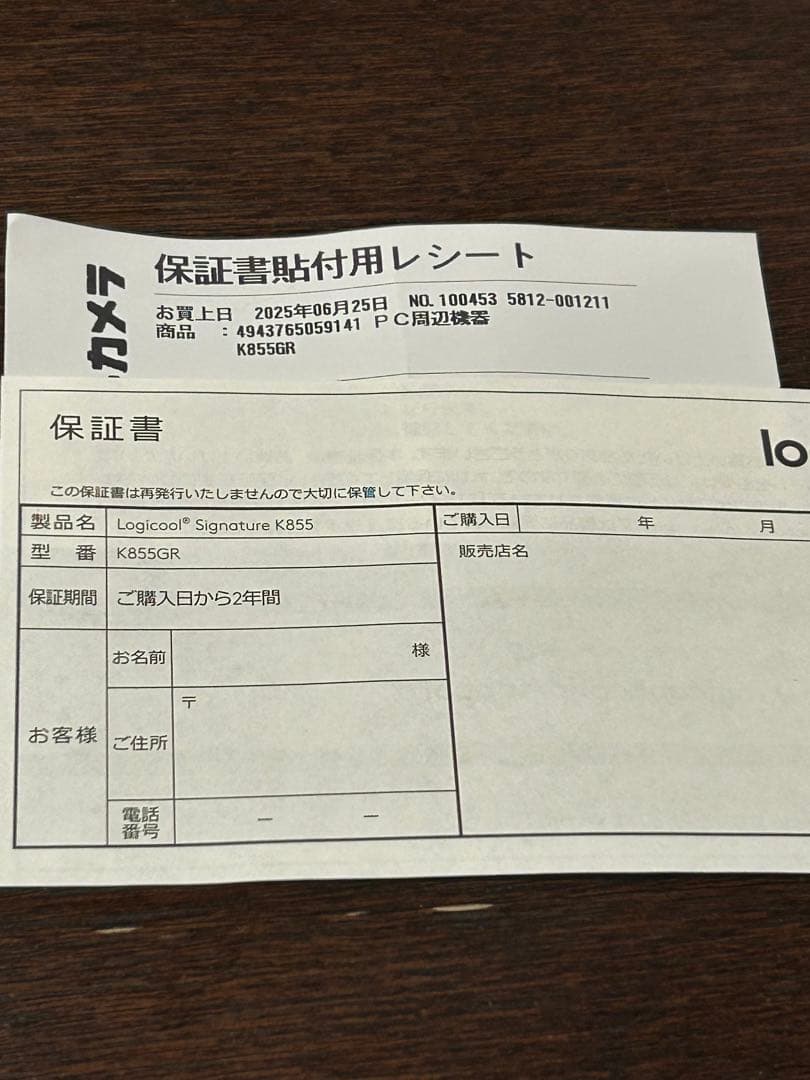 カメラ
保証書貼付用レシート
お買上日 2025年06月25日 NO.100453 5812-001211
商品 :4943765059141 PC周辺機器
K855GR
保証書
lo
この保証書は再発行いたしませんので大切に保管して下さい。
製品名 Logicool® Signature K855
ご購入日 年 月
型 番 K855GR
販売店名
保証期間 ご購入日から2年間
お客様
お名前 様
ご住所 〒
電話番号 ー ー